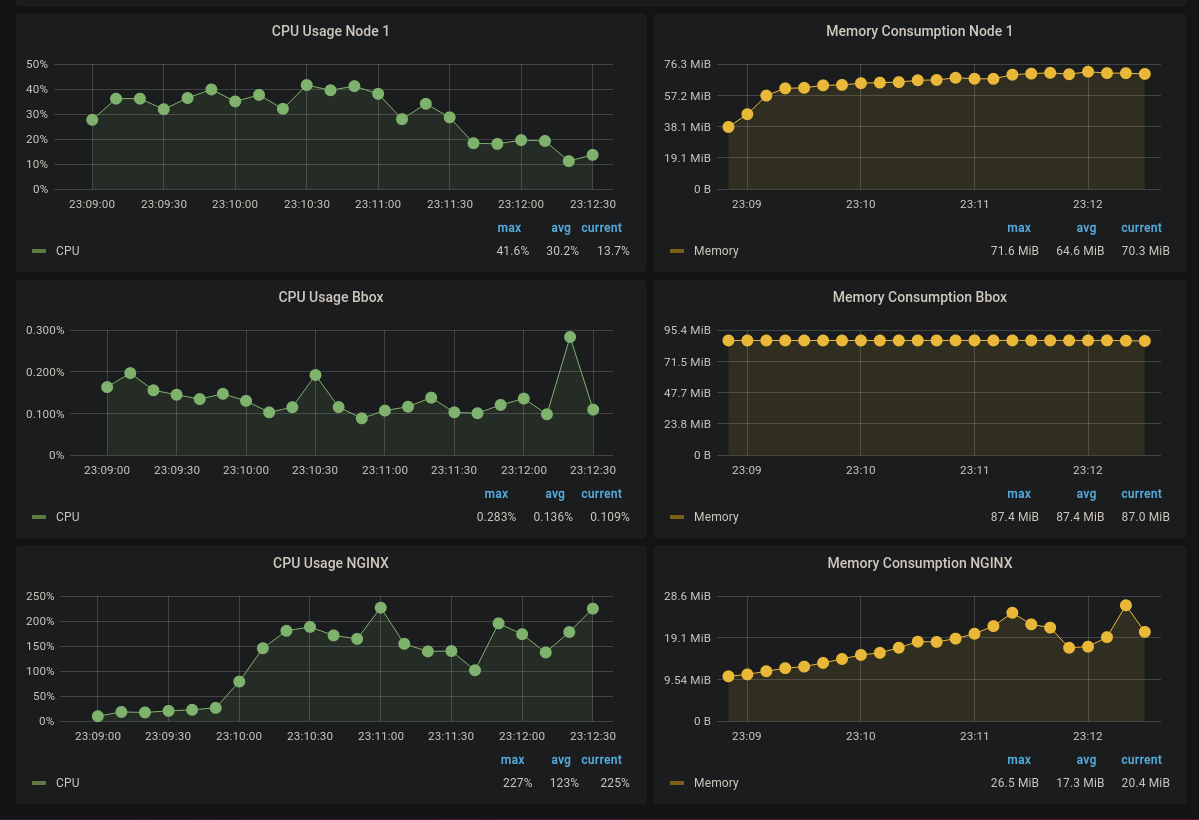 CPU Usage Node 1
50%
40%
30%
20%
10%
0%
23:09:00 23:09:30 23:10:00 23:10:30 23:11:00 23:11:30 23:12:00 23:12:30
max avg current
CPU 41.6% 30.2% 13.7%
Memory Consumption Node 1
76.3 MiB
57.2 MiB
38.1 MiB
19.1 MiB
0 B
23:09 23:10 23:11 23:12
max avg current
Memory 71.6 MiB 64.6 MiB 70.3 MiB
CPU Usage Bbox
0.300%
0.200%
0.100%
0%
23:09:00 23:09:30 23:10:00 23:10:30 23:11:00 23:11:30 23:12:00 23:12:30
max avg current
CPU 0.283% 0.136% 0.109%
Memory Consumption Bbox
95.4 MiB
71.5 MiB
47.7 MiB
23.8 MiB
0 B
23:09 23:10 23:11 23:12
max avg current
Memory 87.4 MiB 87.4 MiB 87.0 MiB
CPU Usage NGINX
250%
200%
150%
100%
50%
0%
23:09:00 23:09:30 23:10:00 23:10:30 23:11:00 23:11:30 23:12:00 23:12:30
max avg current
CPU 227% 123% 225%
Memory Consumption NGINX
28.6 MiB
19.1 MiB
9.54 MiB
0 B
23:09 23:10 23:11 23:12
max avg current
Memory 26.5 MiB 17.3 MiB 20.4 MiB